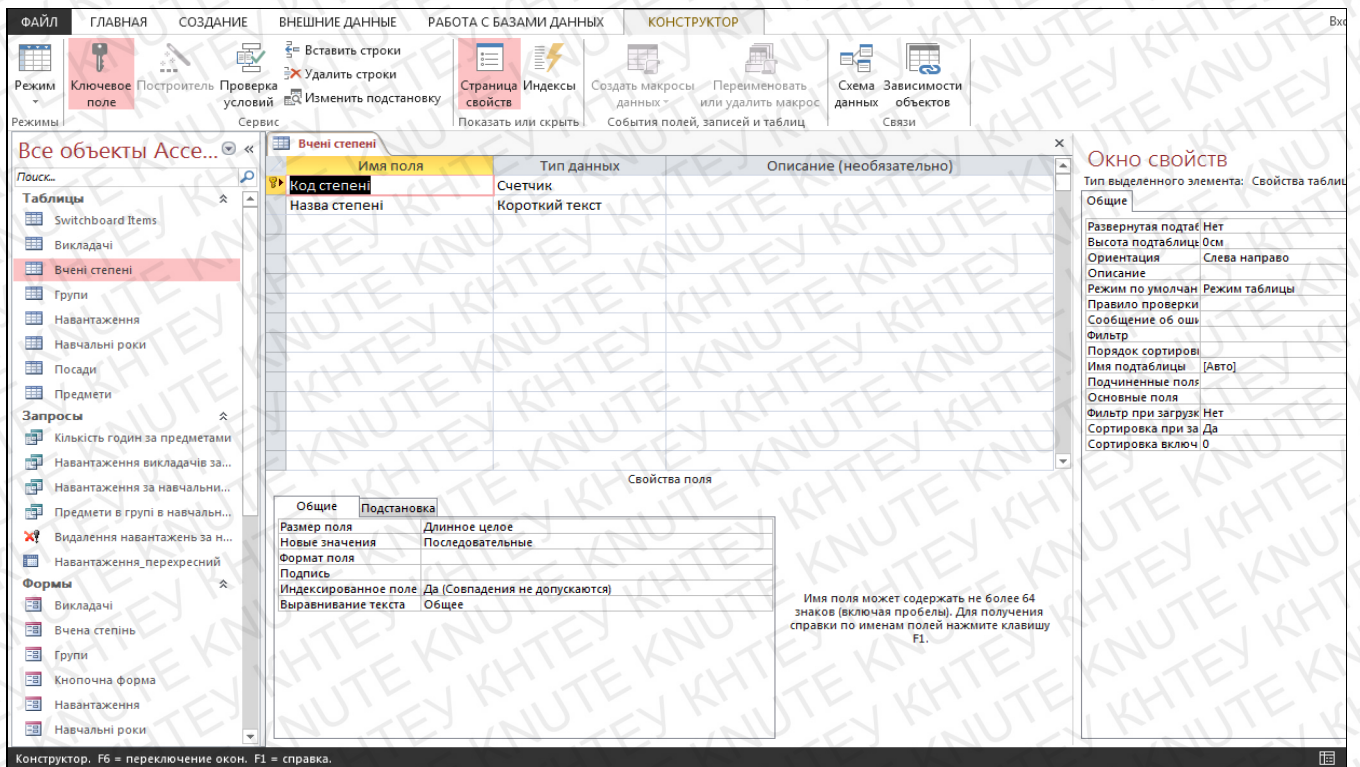 ФАЙЛ ГЛАВНАЯ СОЗДАНИЕ ВНЕШНИЕ ДАННЫЕ РАБОТА С БАЗАМИ ДАННЫХ КОНСТРУКТОР Вхо
Режим
Ключевое поле
Построитель
Проверка условий
Вставить строки
Удалить строки
Изменить подстановку
Страница свойств
Индексы
Создать макросы данных
Переименовать или удалить макрос
Схема данных
Зависимости объектов
Режимы Сервис Показать или скрыть События полей, записей и таблиц Связи
Все объекты Acce...
Поиск...
Таблицы
Switchboard Items
Викладачі
Вчені степені
Групи
Навантаження
Навчальні роки
Посади
Предмети
Запросы
Кількість годин за предметами
Навантаження викладачів за...
Навантаження за навчальни...
Предмети в групі в навчальн...
Видалення навантажень за н...
Навантаження_перехресний
Формы
Викладачі
Вчена степінь
Групи
Кнопочна форма
Навантаження
Навчальні роки
Вчені степені
Имя поля Тип данных Описание (необязательно)
Код степені Счетчик
Назва степені Короткий текст
Свойства поля
Общие Подстановка
Размер поля Длинное целое
Новые значения Последовательные
Формат поля
Подпись
Индексированное поле Да (Совпадения не допускаются)
Выравнивание текста Общее
Имя поля может содержать не более 64
знаков (включая пробелы). Для получения
справки по именам полей нажмите клавишу
F1.
Окно свойств
Тип выделенного элемента: Свойства таблиц
Общие
Развернутая подтаб Нет
Высота подтаблицы 0см
Ориентация Слева направо
Описание
Режим по умолчан Режим таблицы
Правило проверки
Сообщение об оши
Фильтр
Порядок сортиров
Имя подтаблицы [Авто]
Подчиненные поля
Основные поля
Фильтр при загрузк Нет
Сортировка при за Да
Сортировка включ 0
Конструктор. F6 = переключение окон. F1 = справка.